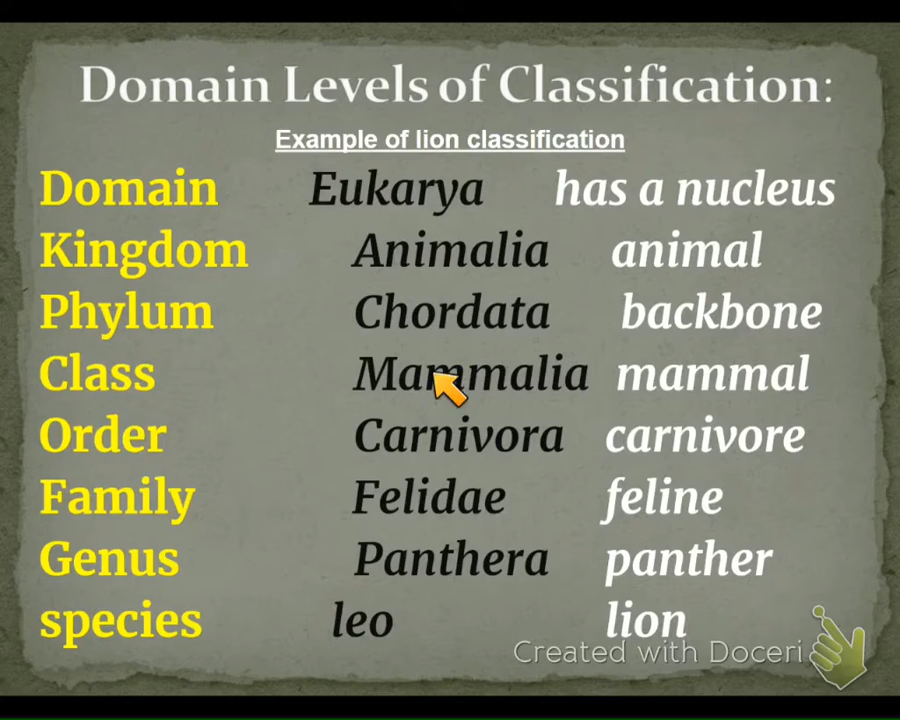 Domain Levels of Classification:
Example of lion classification
Domain Eukarya has a nucleus
Kingdom Animalia animal
Phylum Chordata backbone
Class Mammalia mammal
Order Carnivora carnivore
Family Felidae feline
Genus Panthera panther
species leo lion
Created with Doceri